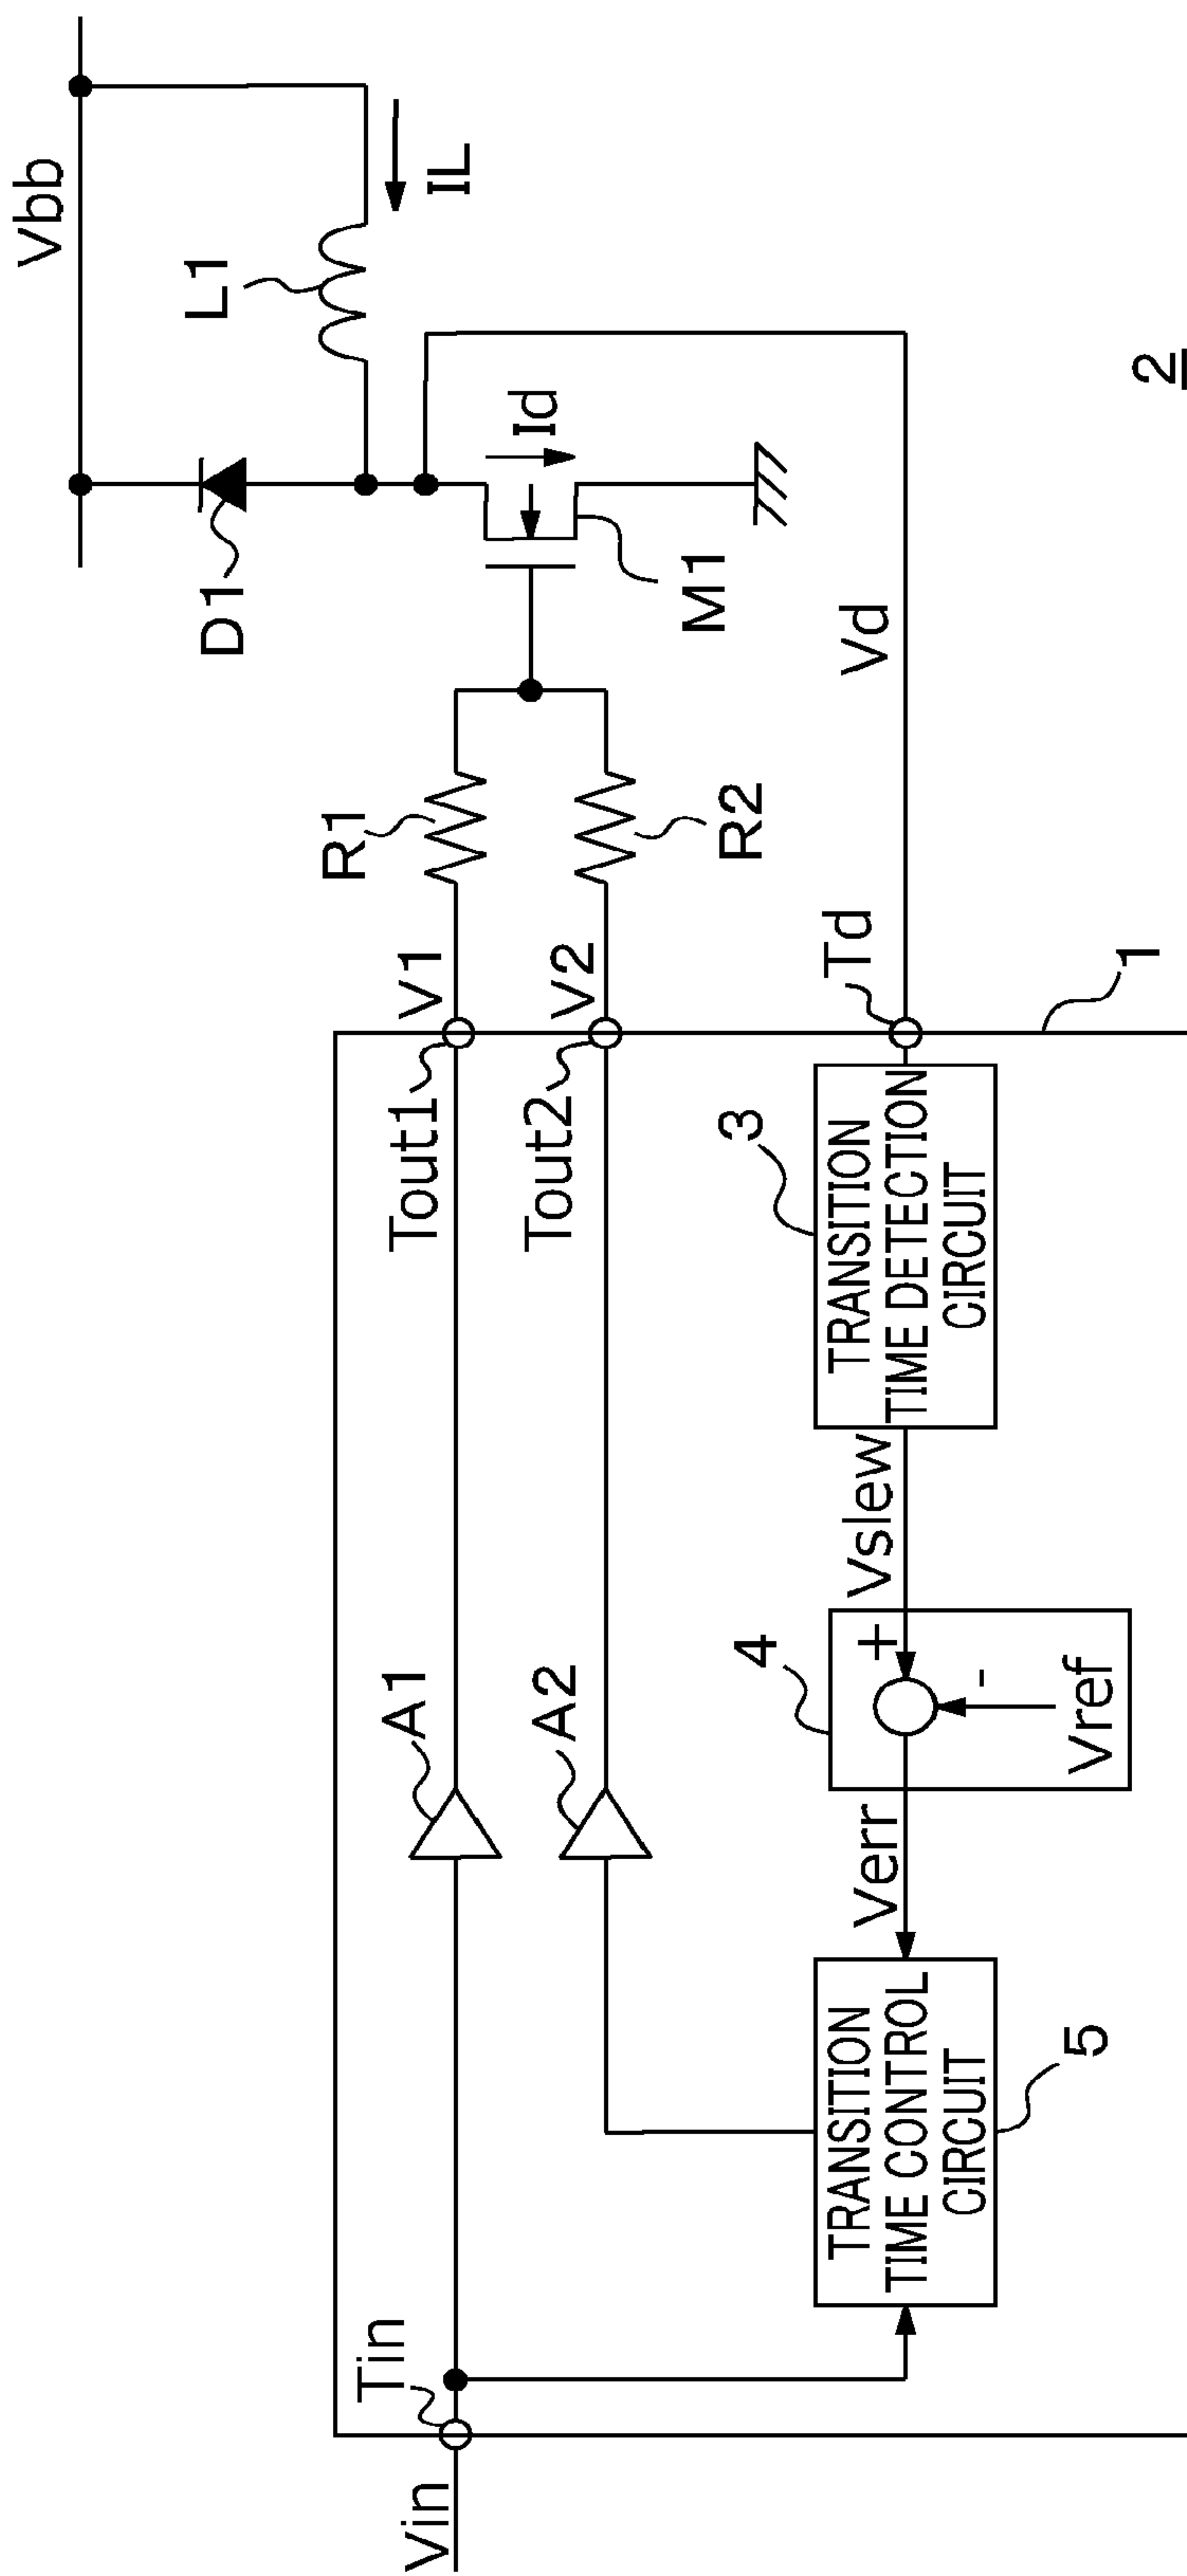 Vbb
D1
L1
IL
Id
M1
R1
R2
V1
V2
Vd
Tin
Vin
A1
A2
Tout1
Tout2
Td
1
2
3
TRANSITION
TIME DETECTION
CIRCUIT
Vslew
4
+
-
Vref
Verr
TRANSITION
TIME CONTROL
CIRCUIT
5